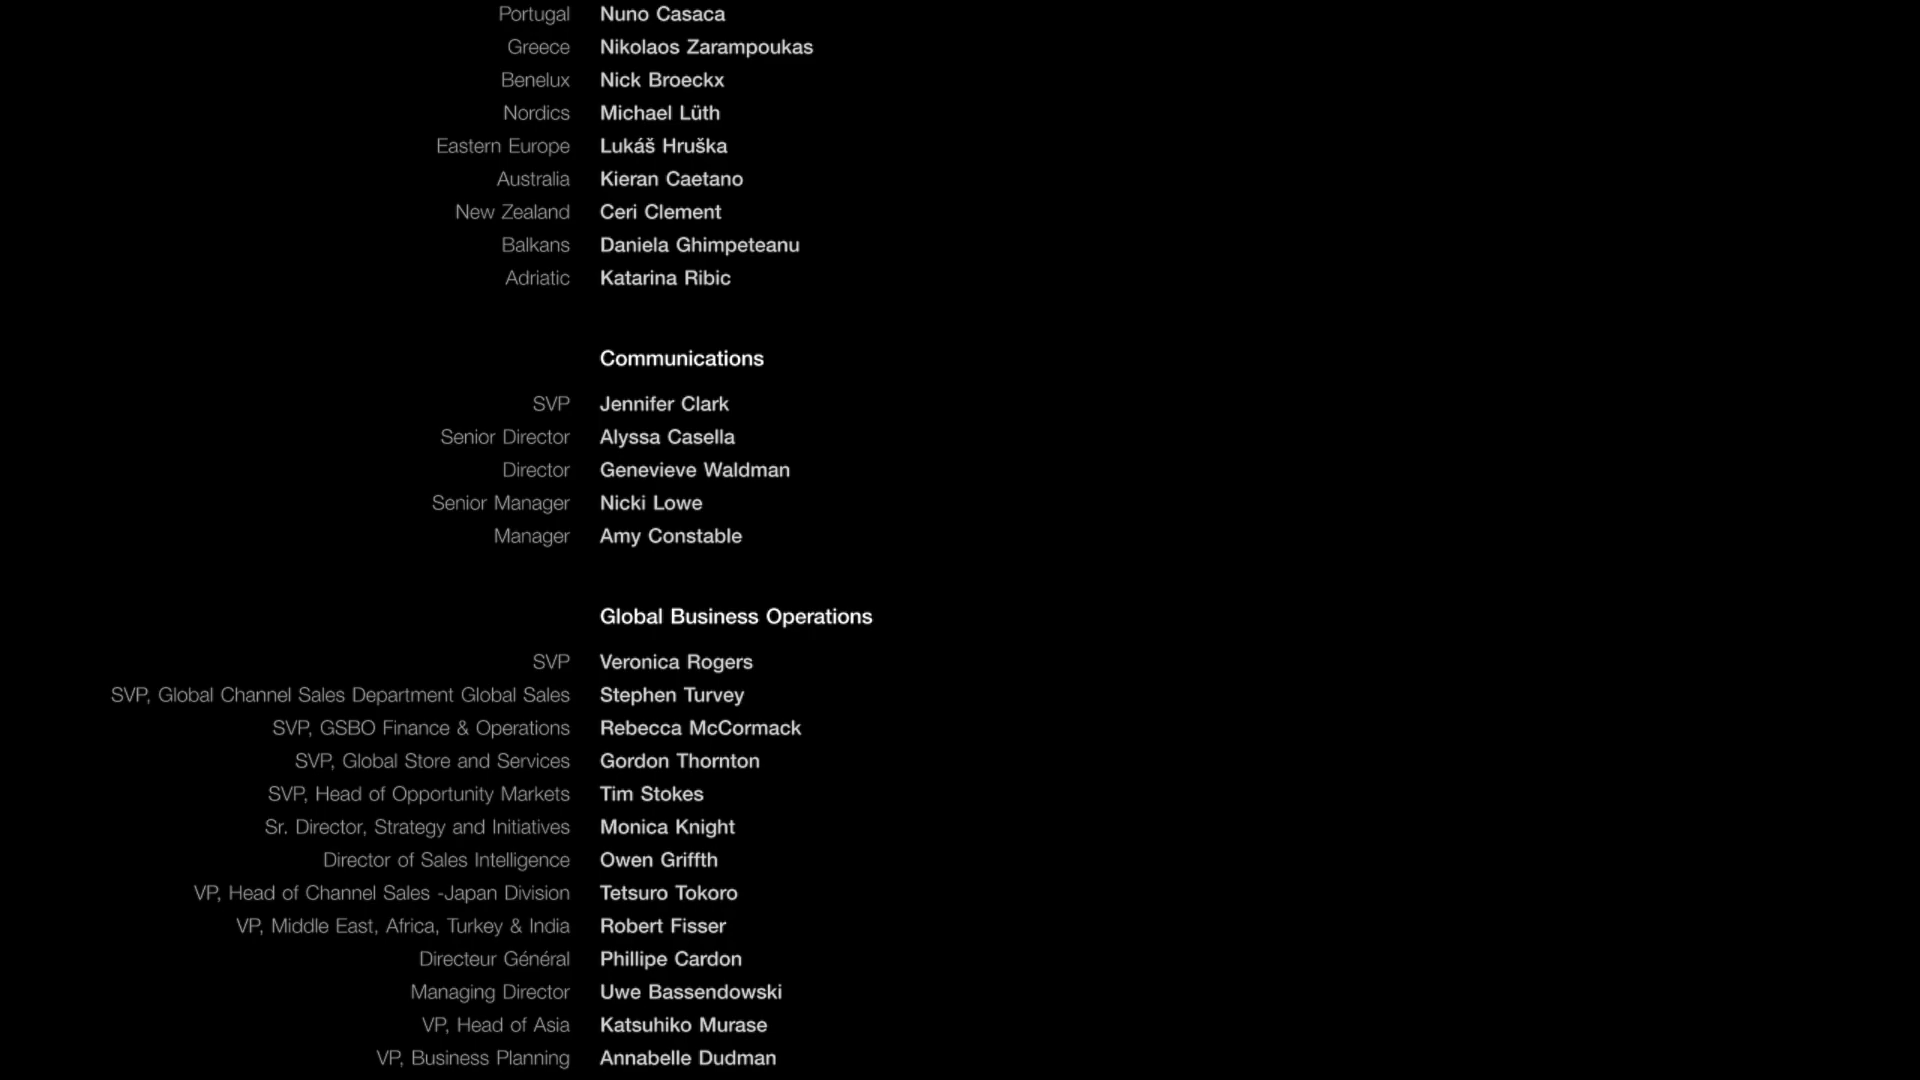 Portugal Nuno Casaca
Greece Nikolaos Zarampoukas
Benelux Nick Broeckx
Nordics Michael Lüth
Eastern Europe Lukáš Hruška
Australia Kieran Caetano
New Zealand Ceri Clement
Balkans Daniela Ghimpeteanu
Adriatic Katarina Ribic
Communications
SVP Jennifer Clark
Senior Director Alyssa Casella
Director Genevieve Waldman
Senior Manager Nicki Lowe
Manager Amy Constable
Global Business Operations
SVP Veronica Rogers
SVP, Global Channel Sales Department Global Sales Stephen Turvey
SVP, GSBO Finance & Operations Rebecca McCormack
SVP, Global Store and Services Gordon Thornton
SVP, Head of Opportunity Markets Tim Stokes
Sr. Director, Strategy and Initiatives Monica Knight
Director of Sales Intelligence Owen Griffth
VP, Head of Channel Sales -Japan Division Tetsuro Tokoro
VP, Middle East, Africa, Turkey & India Robert Fisser
Directeur Général Phillipe Cardon
Managing Director Uwe Bassendowski
VP, Head of Asia Katsuhiko Murase
VP, Business Planning Annabelle Dudman